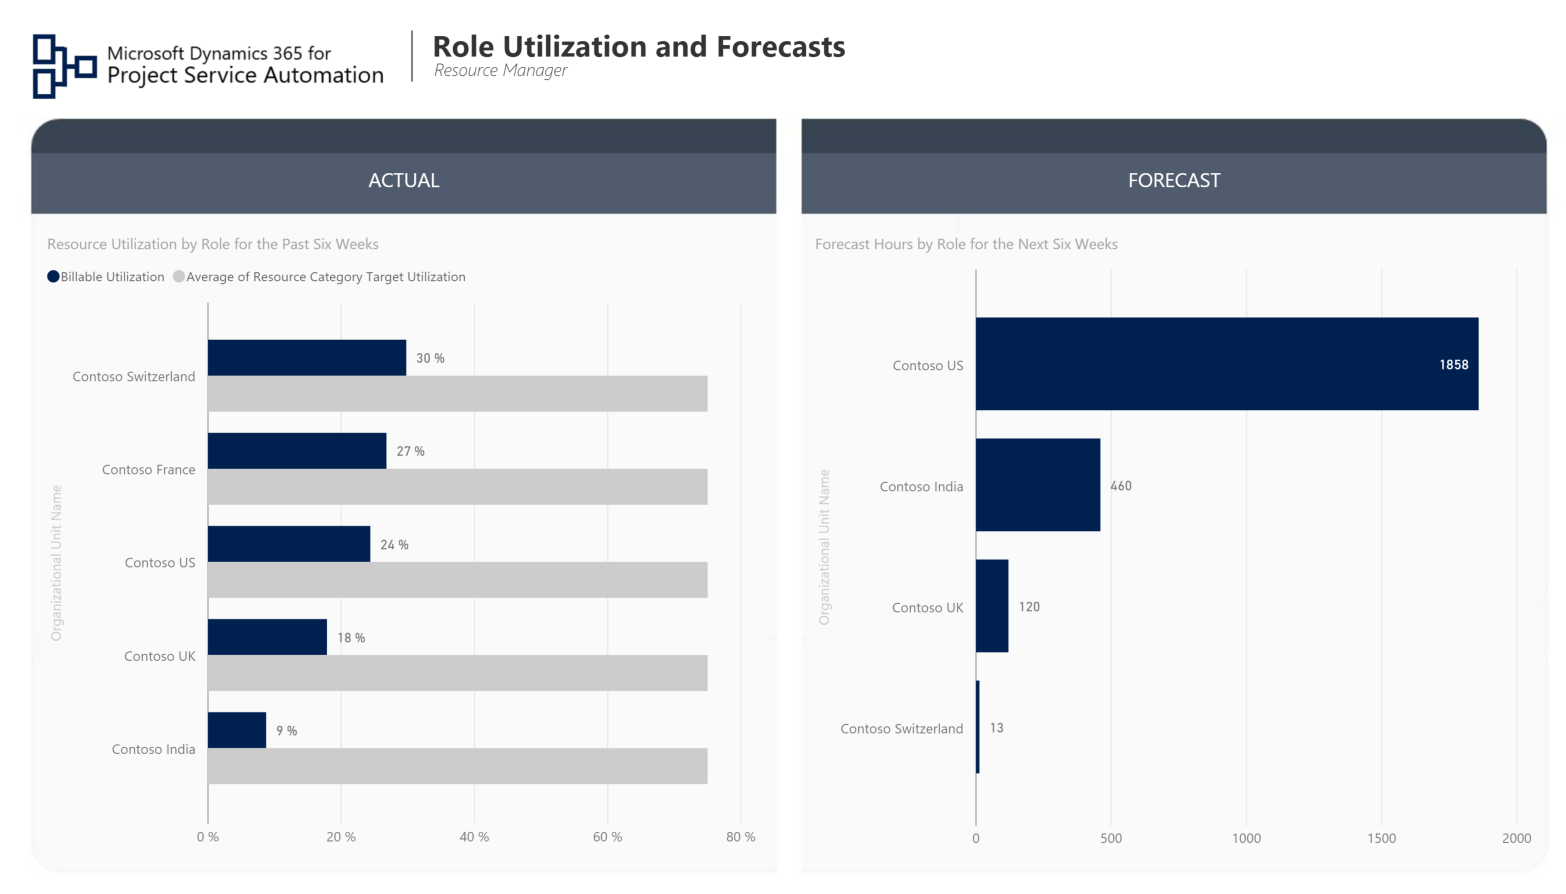 Microsoft Dynamics 365 for
Project Service Automation
Role Utilization and Forecasts
Resource Manager
ACTUAL
Resource Utilization by Role for the Past Six Weeks
Billable Utilization Average of Resource Category Target Utilization
Organizational Unit Name
Contoso Switzerland 30 %
Contoso France 27 %
Contoso US 24 %
Contoso UK 18 %
Contoso India 9 %
0 % 20 % 40 % 60 % 80 %
FORECAST
Forecast Hours by Role for the Next Six Weeks
Organizational Unit Name
Contoso US 1858
Contoso India 460
Contoso UK 120
Contoso Switzerland 13
0 500 1000 1500 2000